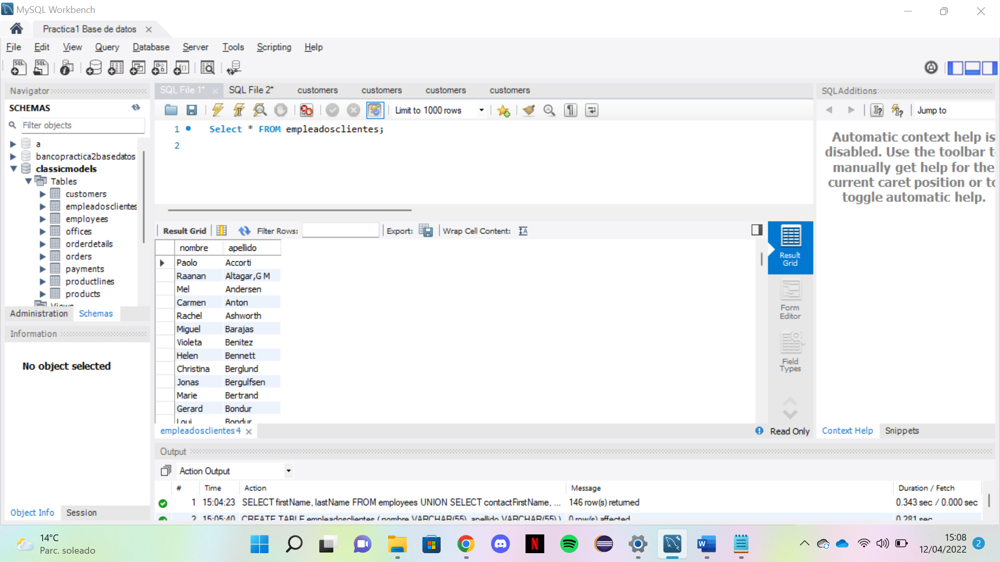 MySQL Workbench
Practica1 Base de datos
File Edit View Query Database Server Tools Scripting Help
Navigator
SCHEMAS
Filter objects
a
bancopractica2basedatos
classicmodels
Tables
customers
empleadosclientes
employees
offices
orderdetails
orders
payments
productlines
products
Views
Administration Schemas
Information
No object selected
Object Info Session
SQL File 1* SQL File 2* customers customers customers customers
Limit to 1000 rows
1 Select * FROM empleadosclientes;
2
Result Grid Filter Rows: Export: Wrap Cell Content:
nombre apellido
Paolo Accorti
Raanan Altagar,G M
Mel Andersen
Carmen Anton
Rachel Ashworth
Miguel Barajas
Violeta Benitez
Helen Bennett
Christina Berglund
Jonas Bergulfsen
Marie Bertrand
Gerard Bondur
Loui Bondur
Result
Grid
Form
Editor
Field
Types
empleadosclientes 4
Read Only
SQLAdditions
Jump to
Automatic context help is
disabled. Use the toolbar t
manually get help for the
current caret position or to
toggle automatic help.
Context Help Snippets
Output
Action Output
# Time Action Message Duration / Fetch
1 15:04:23 SELECT firstName, lastName FROM employees UNION SELECT contactFirstName, ... 146 row(s) returned 0.343 sec / 0.000 sec
2 15:05:40 CREATE TABLE empleadosclientes ( nombre VARCHAR(55), apellido VARCHAR(55) ) 0 row(s) affected 0.281 sec
14°C
Parc. soleado
15:08
12/04/2022
2